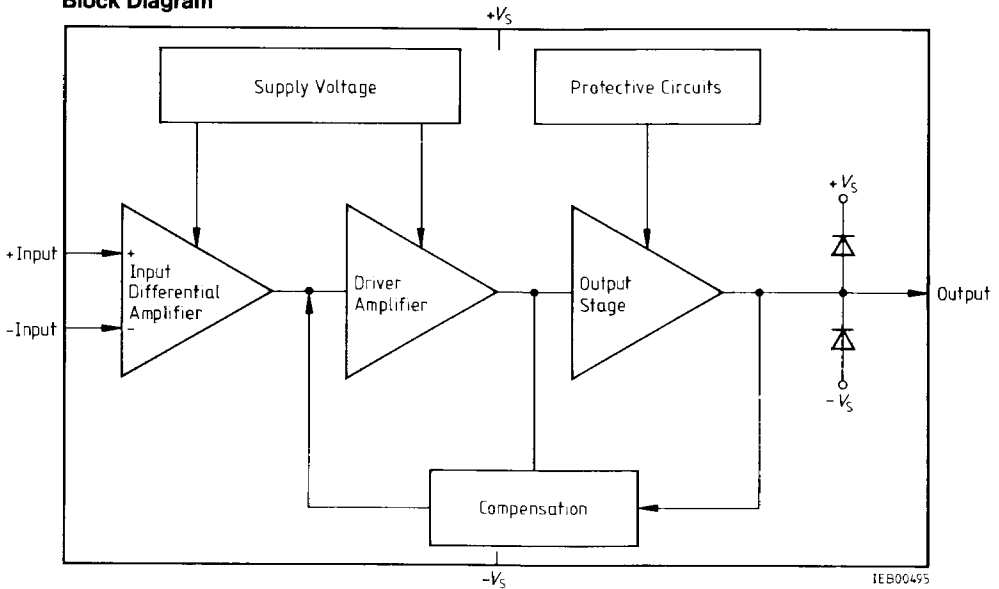 Block Diagram
+VS
Supply Voltage
Protective Circuits
+VS
+Input
+
Input
Differential
Amplifier
-
-Input
Driver
Amplifier
Output
Stage
Output
-VS
Compensation
-VS
IEB00495